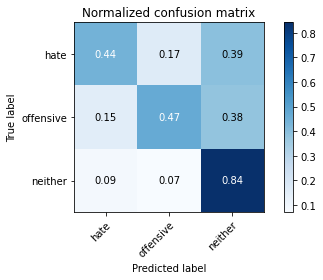 Normalized confusion matrix
True label
hate
0.44 0.17 0.39
offensive
0.15 0.47 0.38
neither
0.09 0.07 0.84
hate offensive neither
Predicted label
0.8
0.7
0.6
0.5
0.4
0.3
0.2
0.1